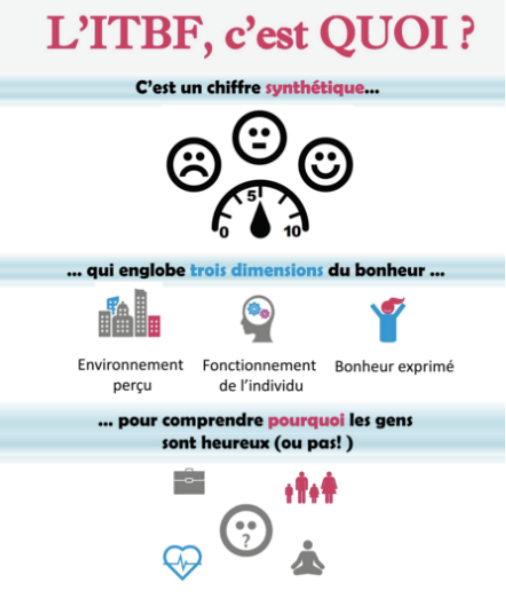 L’ITBF, c’est QUOI ?
C’est un chiffre synthétique...
5
0
10
... qui englobe trois dimensions du bonheur ...
Environnement
perçu
Fonctionnement
de l’individu
Bonheur exprimé
... pour comprendre pourquoi les gens
sont heureux (ou pas! )
?